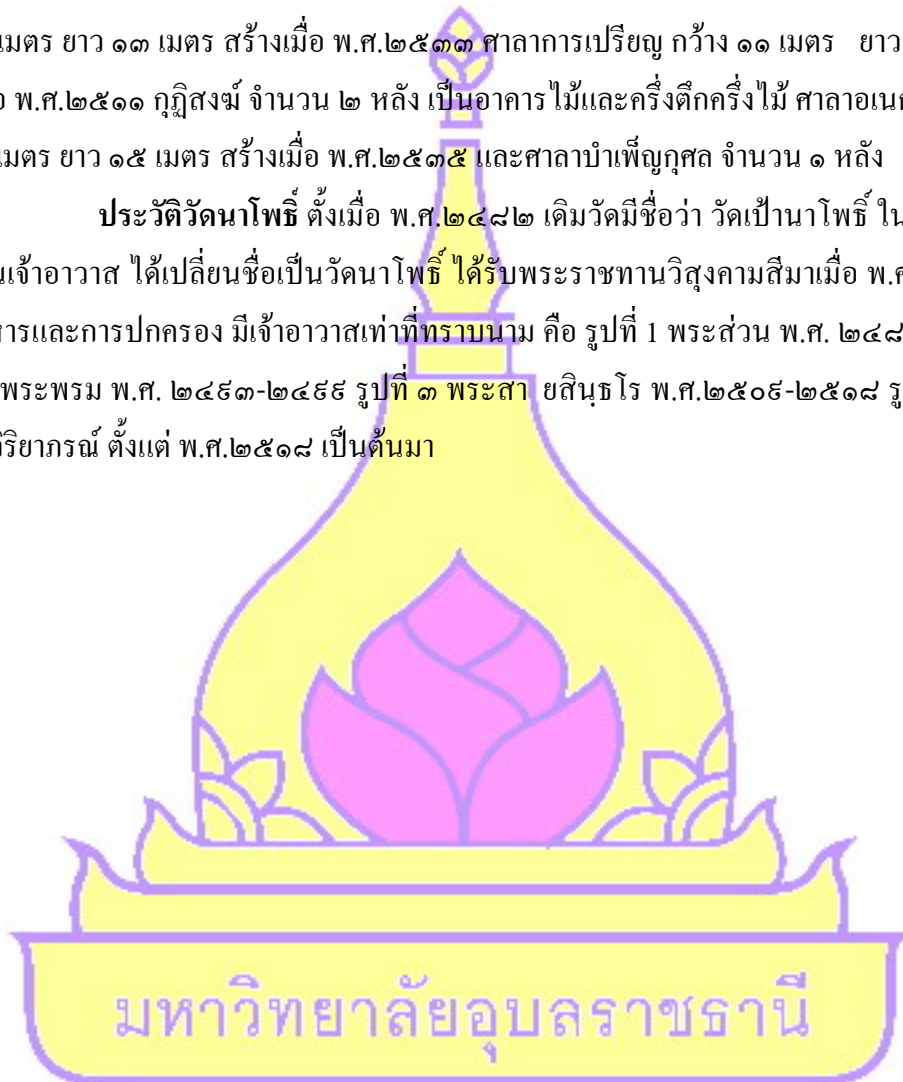 เมตร ยาว ๑๓ เมตร สร้างเมื่อ พ.ศ.๒๕๓๓ ศาลาการเปรียญ กว้าง ๑๑ เมตร ยาว
พ.ศ.๒๕๑๑ กุฏิสงฆ์ จำนวน ๒ หลัง เป็นอาคารไม้และครึ่งตึกครึ่งไม้ ศาลาอเนก
เมตร ยาว ๑๕ เมตร สร้างเมื่อ พ.ศ.๒๕๓๕ และศาลาบำเพ็ญกุศล จำนวน ๑ หลัง
ประวัติวัดนาโพธิ์ ตั้งเมื่อ พ.ศ.๒๔๘๒ เดิมวัดมีชื่อว่า วัดเป้านาโพธิ์ ใน
นเจ้าอาวาส ได้เปลี่ยนชื่อเป็นวัดนาโพธิ์ ได้รับพระราชทานวิสุงคามสีมาเมื่อ พ.ศ
หารและการปกครอง มีเจ้าอาวาสเท่าที่ทราบนาม คือ รูปที่ 1 พระส่วน พ.ศ. ๒๔๘
พระพรม พ.ศ. ๒๔๙๓-๒๔๙๙ รูปที่ ๓ พระสา ยสินฺธโร พ.ศ.๒๕๐๙-๒๕๑๘ รู
วิริยาภรณ์ ตั้งแต่ พ.ศ.๒๕๑๘ เป็นต้นมา
มหาวิทยาลัยอุบลราชธานี